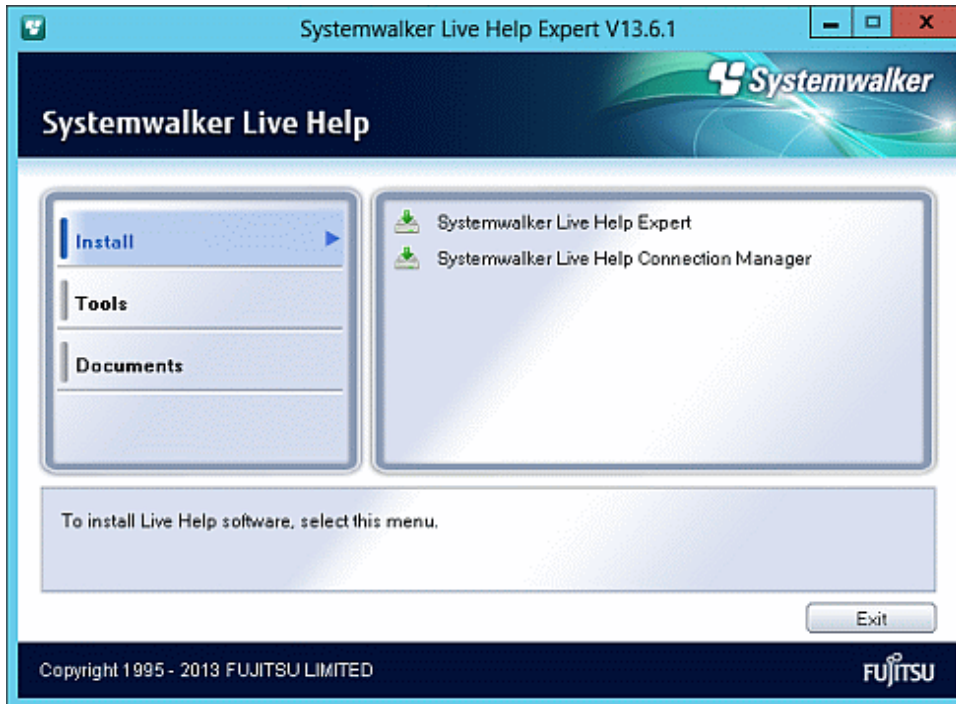 Systemwalker Live Help Expert V13.6.1
Systemwalker
Systemwalker Live Help
Install
Tools
Documents
Systemwalker Live Help Expert
Systemwalker Live Help Connection Manager
To install Live Help software, select this menu.
Exit
Copyright 1995 - 2013 FUJITSU LIMITED
FUJITSU